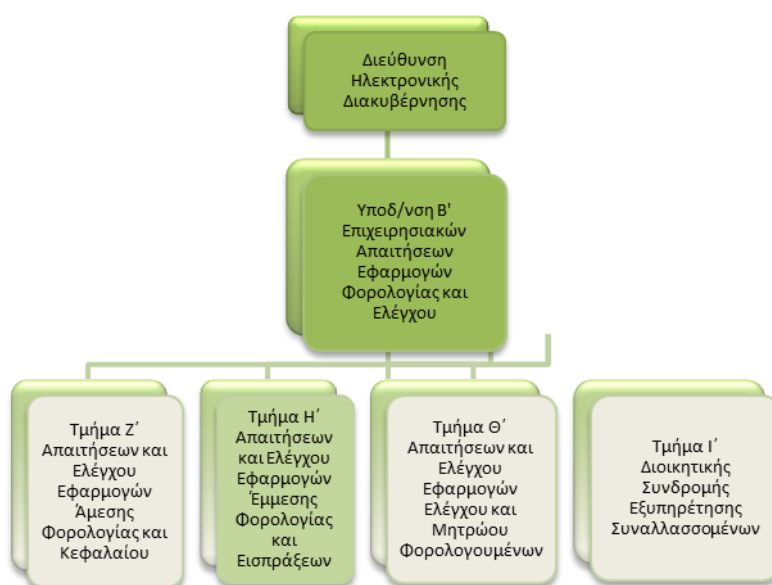 Διεύθυνση
Ηλεκτρονικής
Διακυβέρνησης
Υποδ/νση Β'
Επιχειρησιακών
Απαιτήσεων
Εφαρμογών
Φορολογίας και
Ελέγχου
Τμήμα Ζ΄
Απαιτήσεων και
Ελέγχου
Εφαρμογών
Άμεσης
Φορολογίας και
Κεφαλαίου
Τμήμα Η΄
Απαιτήσεων
και Ελέγχου
Εφαρμογών
Έμμεσης
Φορολογίας
και
Εισπράξεων
Τμήμα Θ΄
Απαιτήσεων και
Ελέγχου
Εφαρμογών
Ελέγχου και
Μητρώου
Φορολογουμένων
Τμήμα Ι΄
Διοικητικής
Συνδρομής
Εξυπηρέτησης
Συναλλασσομένων